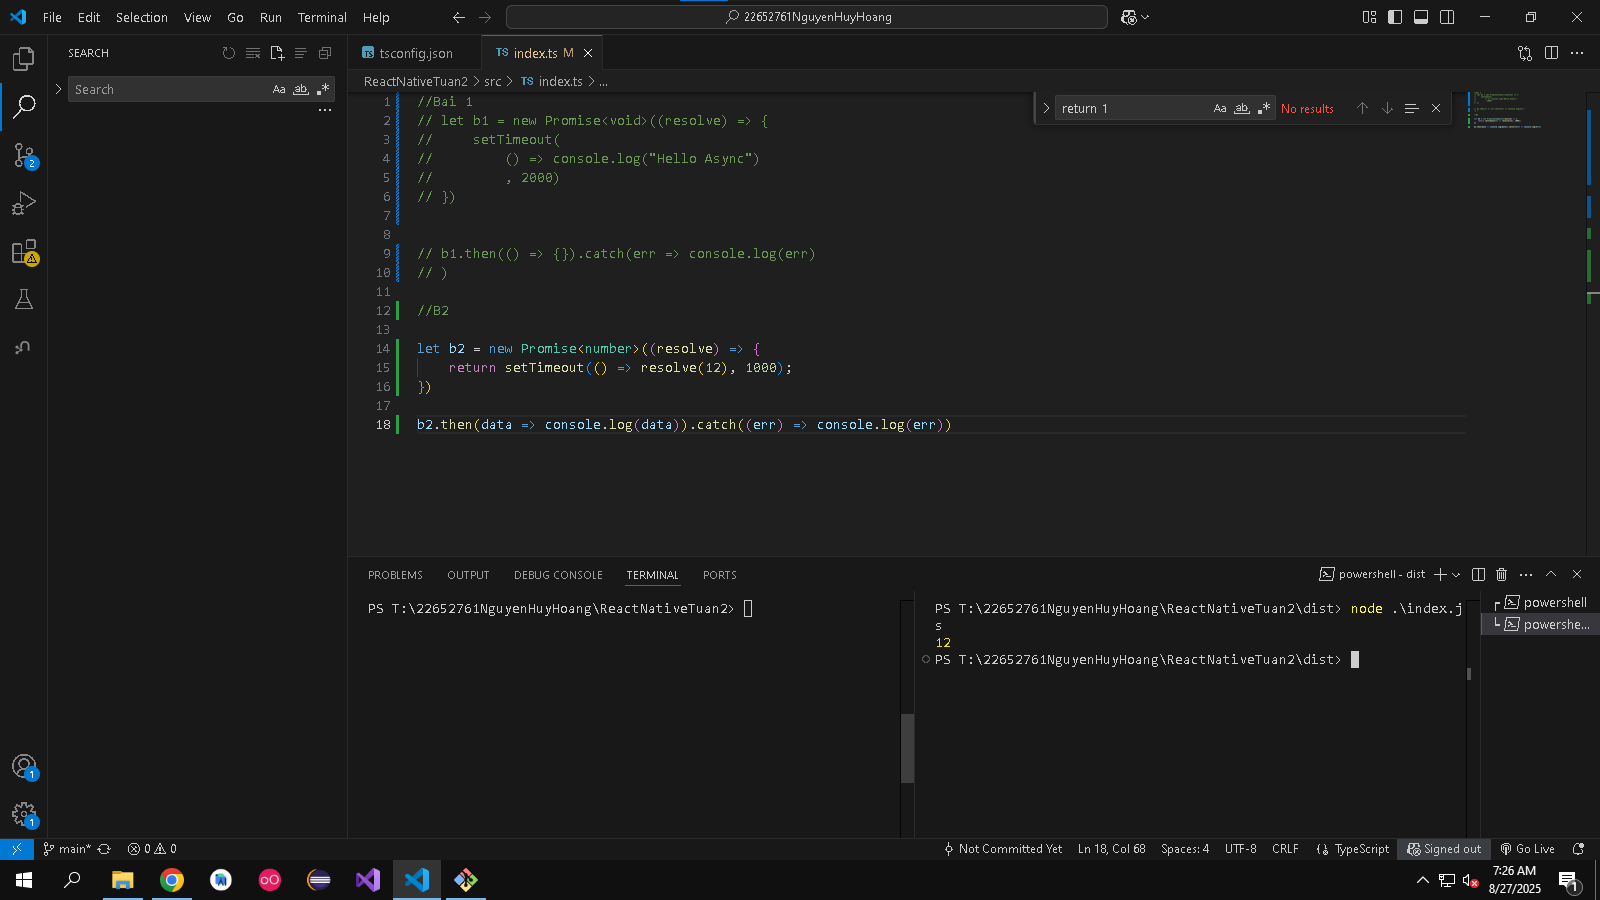 File Edit Selection View Go Run Terminal Help
22652761NguyenHuyHoang
SEARCH
Search
Aa ab .*
tsconfig.json
TS index.ts M
ReactNativeTuan2 > src > TS index.ts > ...
return 1
Aa ab .*
No results
1 //Bai 1
2 // let b1 = new Promise<void>((resolve) => {
3 //     setTimeout(
4 //         () => console.log("Hello Async")
5 //         , 2000)
6 // })
7
8
9 // b1.then(() => {}).catch(err => console.log(err)
10 // )
11
12 //B2
13
14 let b2 = new Promise<number>((resolve) => {
15     return setTimeout(() => resolve(12), 1000);
16 })
17
18 b2.then(data => console.log(data)).catch((err) => console.log(err))
PROBLEMS OUTPUT DEBUG CONSOLE TERMINAL PORTS
powershell - dist
PS T:\22652761NguyenHuyHoang\ReactNativeTuan2>
PS T:\22652761NguyenHuyHoang\ReactNativeTuan2\dist> node .\index.j
s
12
PS T:\22652761NguyenHuyHoang\ReactNativeTuan2\dist>
powershell
powershe...
2
1
1
main* 0 0
Not Committed Yet Ln 18, Col 68 Spaces: 4 UTF-8 CRLF {} TypeScript Signed out Go Live
7:26 AM
8/27/2025
1